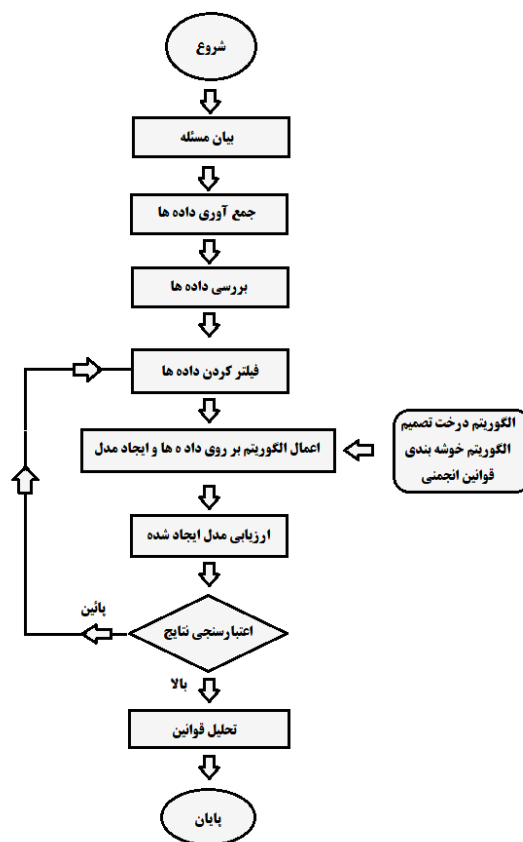 شروع
بیان مسئله
جمع آوری داده ها
بررسی داده ها
فیلتر کردن داده ها
اعمال الگوریتم بر روی داد ه ها و ایجاد مدل
الگوریتم درخت تصمیم
الگوریتم خوشه بندی
قوانین انجمنی
ارزیابی مدل ایجاد شده
اعتبارسنجی نتایج
پائین
بالا
تحلیل قوانین
پایان